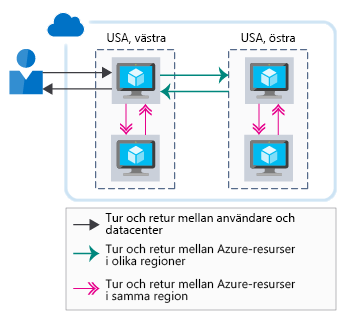 USA, västra
USA, östra
Tur och retur mellan användare och
datacenter
Tur och retur mellan Azure-resurser
i olika regioner
Tur och retur mellan Azure-resurser
i samma region